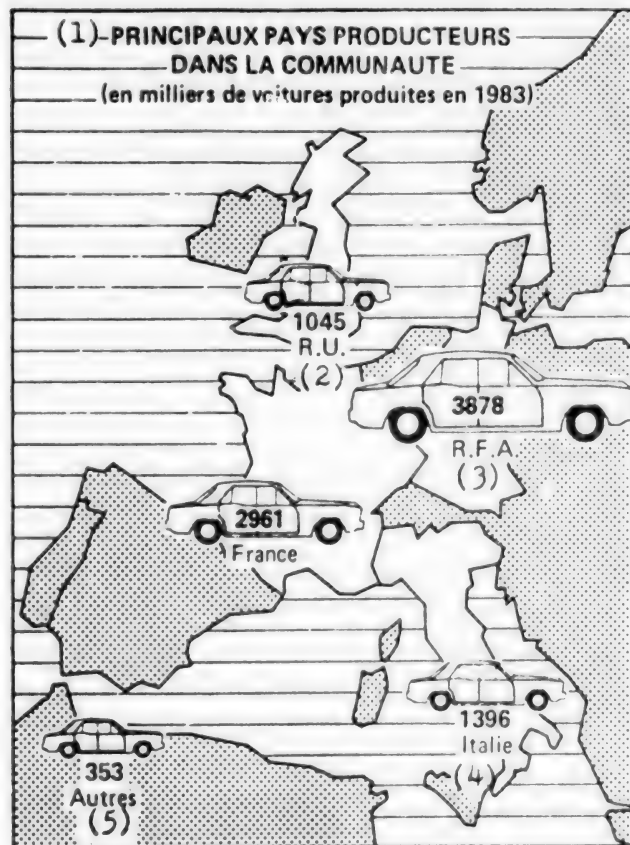 (1)-PRINCIPAUX PAYS PRODUCTEURS
DANS LA COMMUNAUTE
(en milliers de voitures produites en 1983)
1045
R.U.
(2)
3878
R.F.A.
(3)
2961
France
1396
Italie
(4)
353
Autres
(5)